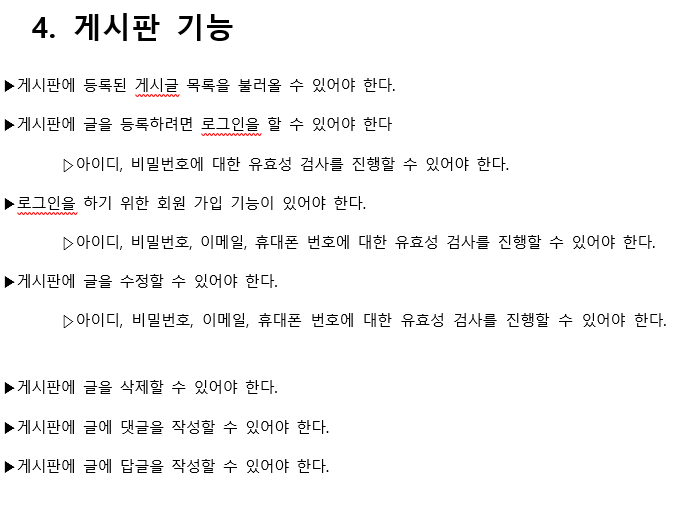 4. 게시판 기능
▶게시판에 등록된 게시글 목록을 불러올 수 있어야 한다.
▶게시판에 글을 등록하려면 로그인을 할 수 있어야 한다
▷아이디, 비밀번호에 대한 유효성 검사를 진행할 수 있어야 한다.
▶로그인을 하기 위한 회원 가입 기능이 있어야 한다.
▷아이디, 비밀번호, 이메일, 휴대폰 번호에 대한 유효성 검사를 진행할 수 있어야 한다.
▶게시판에 글을 수정할 수 있어야 한다.
▷아이디, 비밀번호, 이메일, 휴대폰 번호에 대한 유효성 검사를 진행할 수 있어야 한다.
▶게시판에 글을 삭제할 수 있어야 한다.
▶게시판에 글에 댓글을 작성할 수 있어야 한다.
▶게시판에 글에 답글을 작성할 수 있어야 한다.